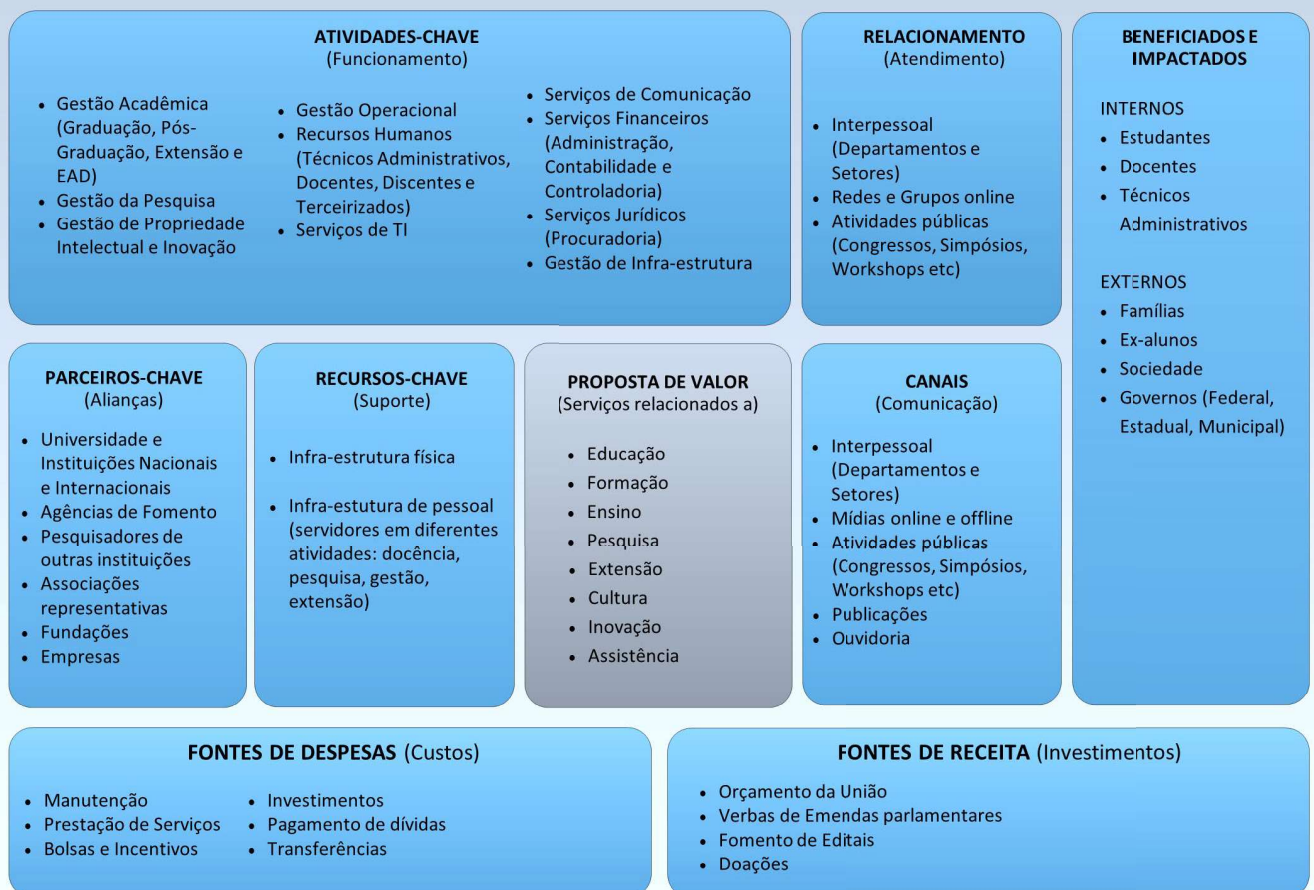 ATIVIDADES-CHAVE
(Funcionamento)
• Gestão Acadêmica
(Graduação, Pós-
Graduação, Extensão e
EAD)
• Gestão da Pesquisa
• Gestão de Propriedade
Intelectual e Inovação
• Gestão Operacional
• Recursos Humanos
(Técnicos Administrativos,
Docentes, Discentes e
Terceirizados)
• Serviços de TI
• Serviços de Comunicação
• Serviços Financeiros
(Administração,
Contabilidade e
Controladoria)
• Serviços Jurídicos
(Procuradoria)
• Gestão de Infra-estrutura
RELACIONAMENTO
(Atendimento)
• Interpessoal
(Departamentos e
Setores)
• Redes e Grupos online
• Atividades públicas
(Congressos, Simpósios,
Workshops etc)
BENEFICIADOS E
IMPACTADOS
INTERNOS
• Estudantes
• Docentes
• Técnicos
Administrativos
EXTERNOS
• Famílias
• Ex-alunos
• Sociedade
• Governos (Federal,
Estadual, Municipal)
PARCEIROS-CHAVE
(Alianças)
• Universidade e
Instituições Nacionais
e Internacionais
• Agências de Fomento
• Pesquisadores de
outras instituições
• Associações
representativas
• Fundações
• Empresas
RECURSOS-CHAVE
(Suporte)
• Infra-estrutura física
• Infra-estutura de pessoal
(servidores em diferentes
atividades: docência,
pesquisa, gestão,
extensão)
PROPOSTA DE VALOR
(Serviços relacionados a)
• Educação
• Formação
• Ensino
• Pesquisa
• Extensão
• Cultura
• Inovação
• Assistência
CANAIS
(Comunicação)
• Interpessoal
(Departamentos e
Setores)
• Mídias online e offline
• Atividades públicas
(Congressos, Simpósios,
Workshops etc)
• Publicações
• Ouvidoria
FONTES DE DESPESAS (Custos)
• Manutenção
• Prestação de Serviços
• Bolsas e Incentivos
• Investimentos
• Pagamento de dívidas
• Transferências
FONTES DE RECEITA (Investimentos)
• Orçamento da União
• Verbas de Emendas parlamentares
• Fomento de Editais
• Doações